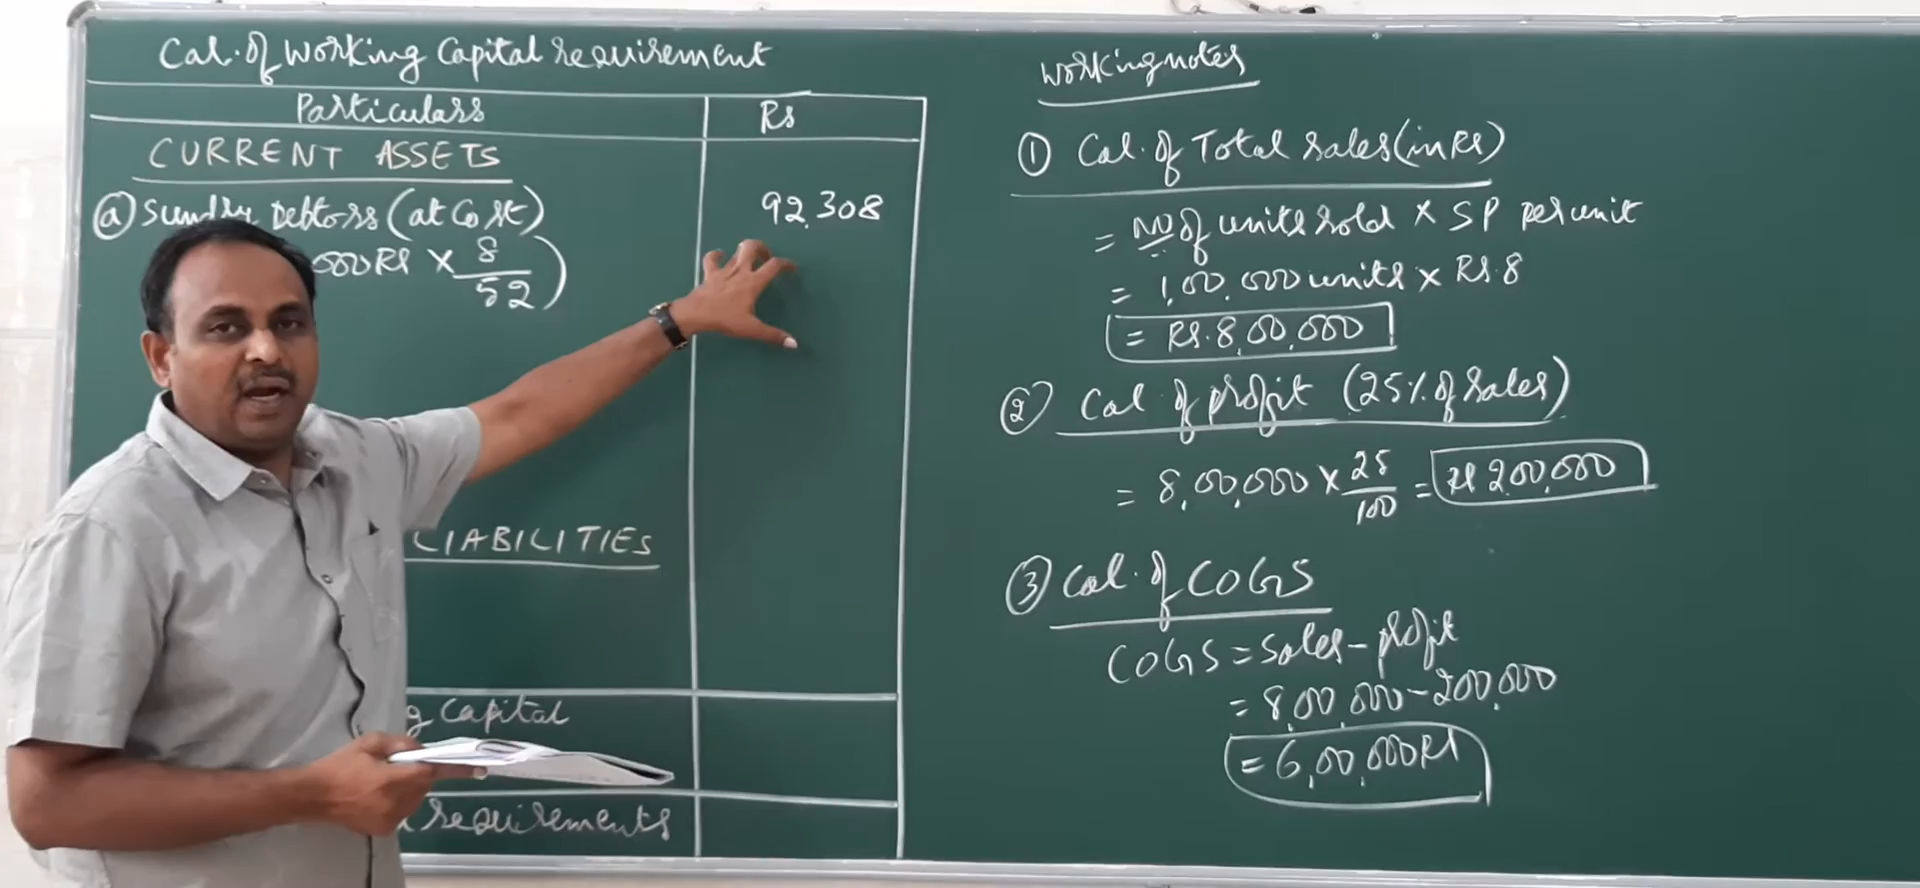 Cal. of Working Capital requirement
Particulars Rs
CURRENT ASSETS
ⓐ Sundry Debtors (at Cost) 92,308
000 Rs × 8/52)
LIABILITIES
g Capital
requirements
Working notes
① Cal. of Total Sales (in Rs)
= No of units sold × SP per unit
= 1,00,000 units × Rs. 8
= Rs. 8,00,000
② Cal. of profit (25% of Sales)
= 8,00,000 × 25/100 = Rs 200,000
③ Cal. of COGS
COGS = Sales - profit
= 8,00,000 - 200,000
= 6,00,000 Rs